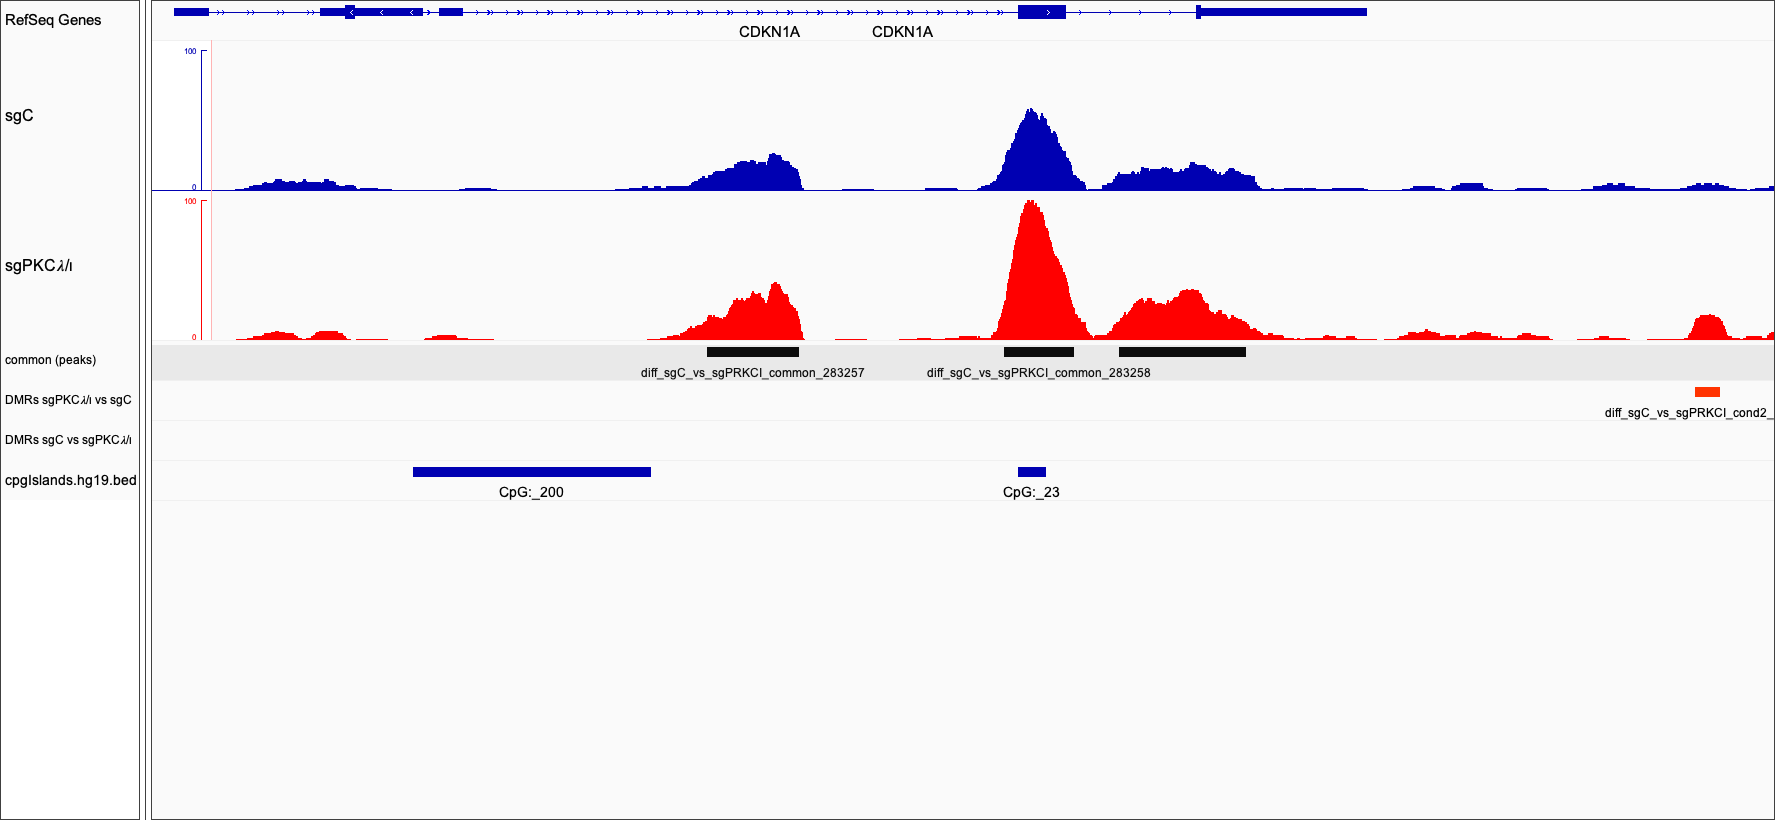 RefSeq Genes
CDKN1A CDKN1A
100
sgC
0
100
sgPKCλ/ι
0
common (peaks)
diff_sgC_vs_sgPRKCI_common_283257 diff_sgC_vs_sgPRKCI_common_283258
DMRs sgPKCλ/ι vs sgC
diff_sgC_vs_sgPRKCI_cond2_
DMRs sgC vs sgPKCλ/ι
cpgIslands.hg19.bed
CpG:_200 CpG:_23